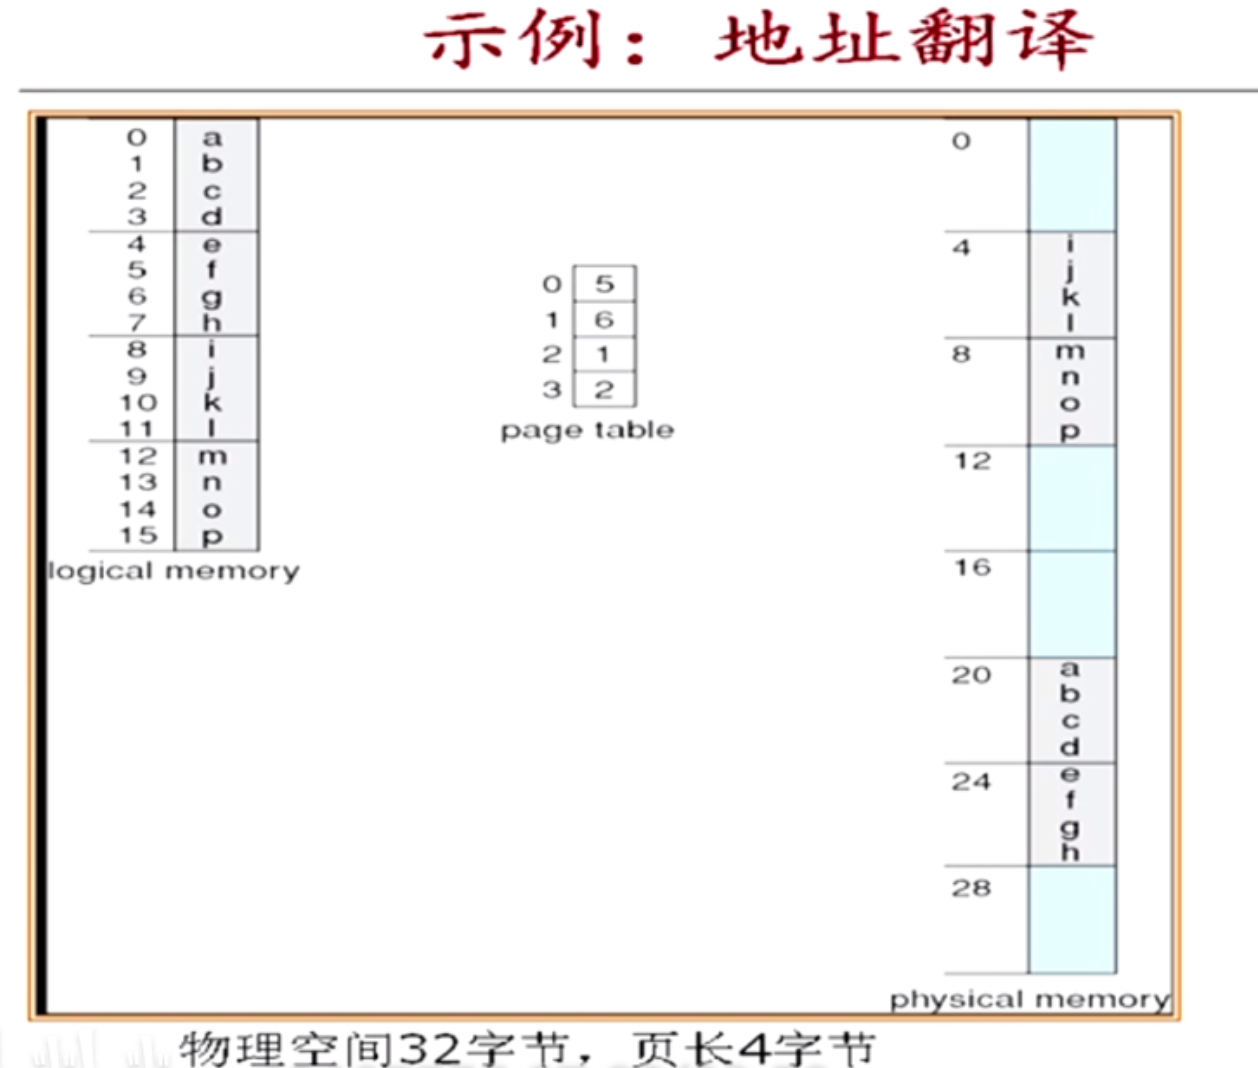 示例：地址翻译
0 a
1 b
2 c
3 d
4 e
5 f
6 g
7 h
8 i
9 j
10 k
11 l
12 m
13 n
14 o
15 p
logical memory
0 5
1 6
2 1
3 2
page table
0
4 i
j
k
l
8 m
n
o
p
12
16
20 a
b
c
d
24 e
f
g
h
28
physical memory
物理空间32字节，页长4字节